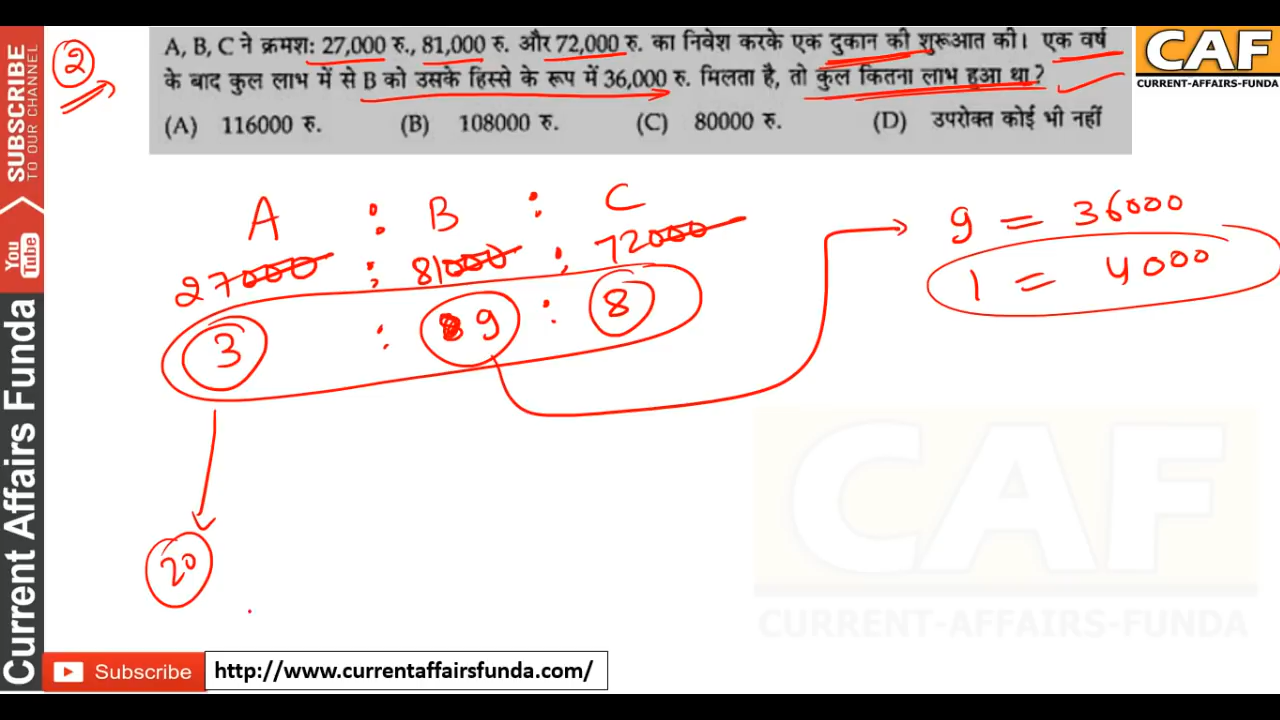 SUBSCRIBE
TO OUR CHANNEL
You
Tube
Current Affairs Funda
2
A, B, C ने क्रमश: 27,000 रु., 81,000 रु. और 72,000 रु. का निवेश करके एक दुकान की शुरूआत की। एक वर्ष
के बाद कुल लाभ में से B को उसके हिस्से के रूप में 36,000 रु. मिलता है, तो कुल कितना लाभ हुआ था?
(A) 116000 रु. (B) 108000 रु. (C) 80000 रु. (D) उपरोक्त कोई भी नहीं
CAF
CURRENT-AFFAIRS-FUNDA
A : B : C
27000 : 81000 : 72000
3 : 9 : 8
9 = 36000
1 = 4000
20
CAF
CURRENT-AFFAIRS-FUNDA
Subscribe
http://www.currentaffairsfunda.com/